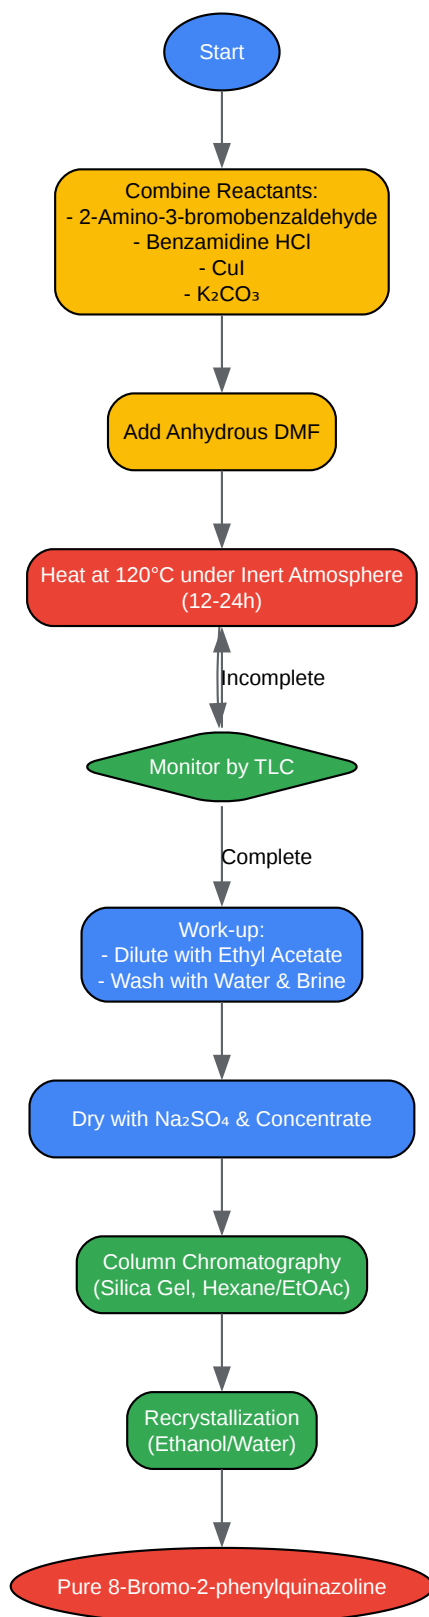 Start
Combine Reactants:
- 2-Amino-3-bromobenzaldehyde
- Benzamidine HCl
- CuI
- K₂CO₃
Add Anhydrous DMF
Heat at 120°C under Inert Atmosphere
(12-24h)
Incomplete
Monitor by TLC
Complete
Work-up:
- Dilute with Ethyl Acetate
- Wash with Water & Brine
Dry with Na₂SO₄ & Concentrate
Column Chromatography
(Silica Gel, Hexane/EtOAc)
Recrystallization
(Ethanol/Water)
Pure 8-Bromo-2-phenylquinazoline